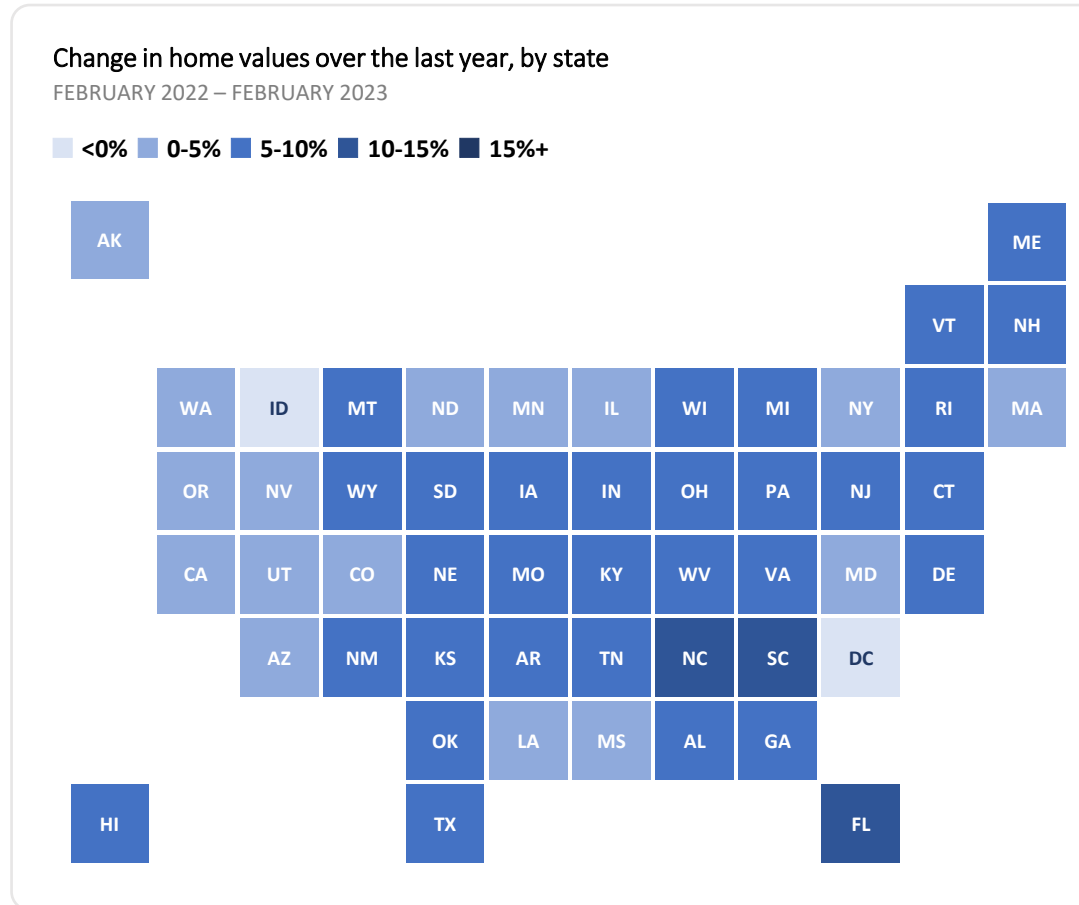 Change in home values over the last year, by state
FEBRUARY 2022 – FEBRUARY 2023
<0% 0-5% 5-10% 10-15% 15%+
AK ME
VT NH
WA ID MT ND MN IL WI MI NY RI MA
OR NV WY SD IA IN OH PA NJ CT
CA UT CO NE MO KY WV VA MD DE
AZ NM KS AR TN NC SC DC
OK LA MS AL GA
HI TX FL